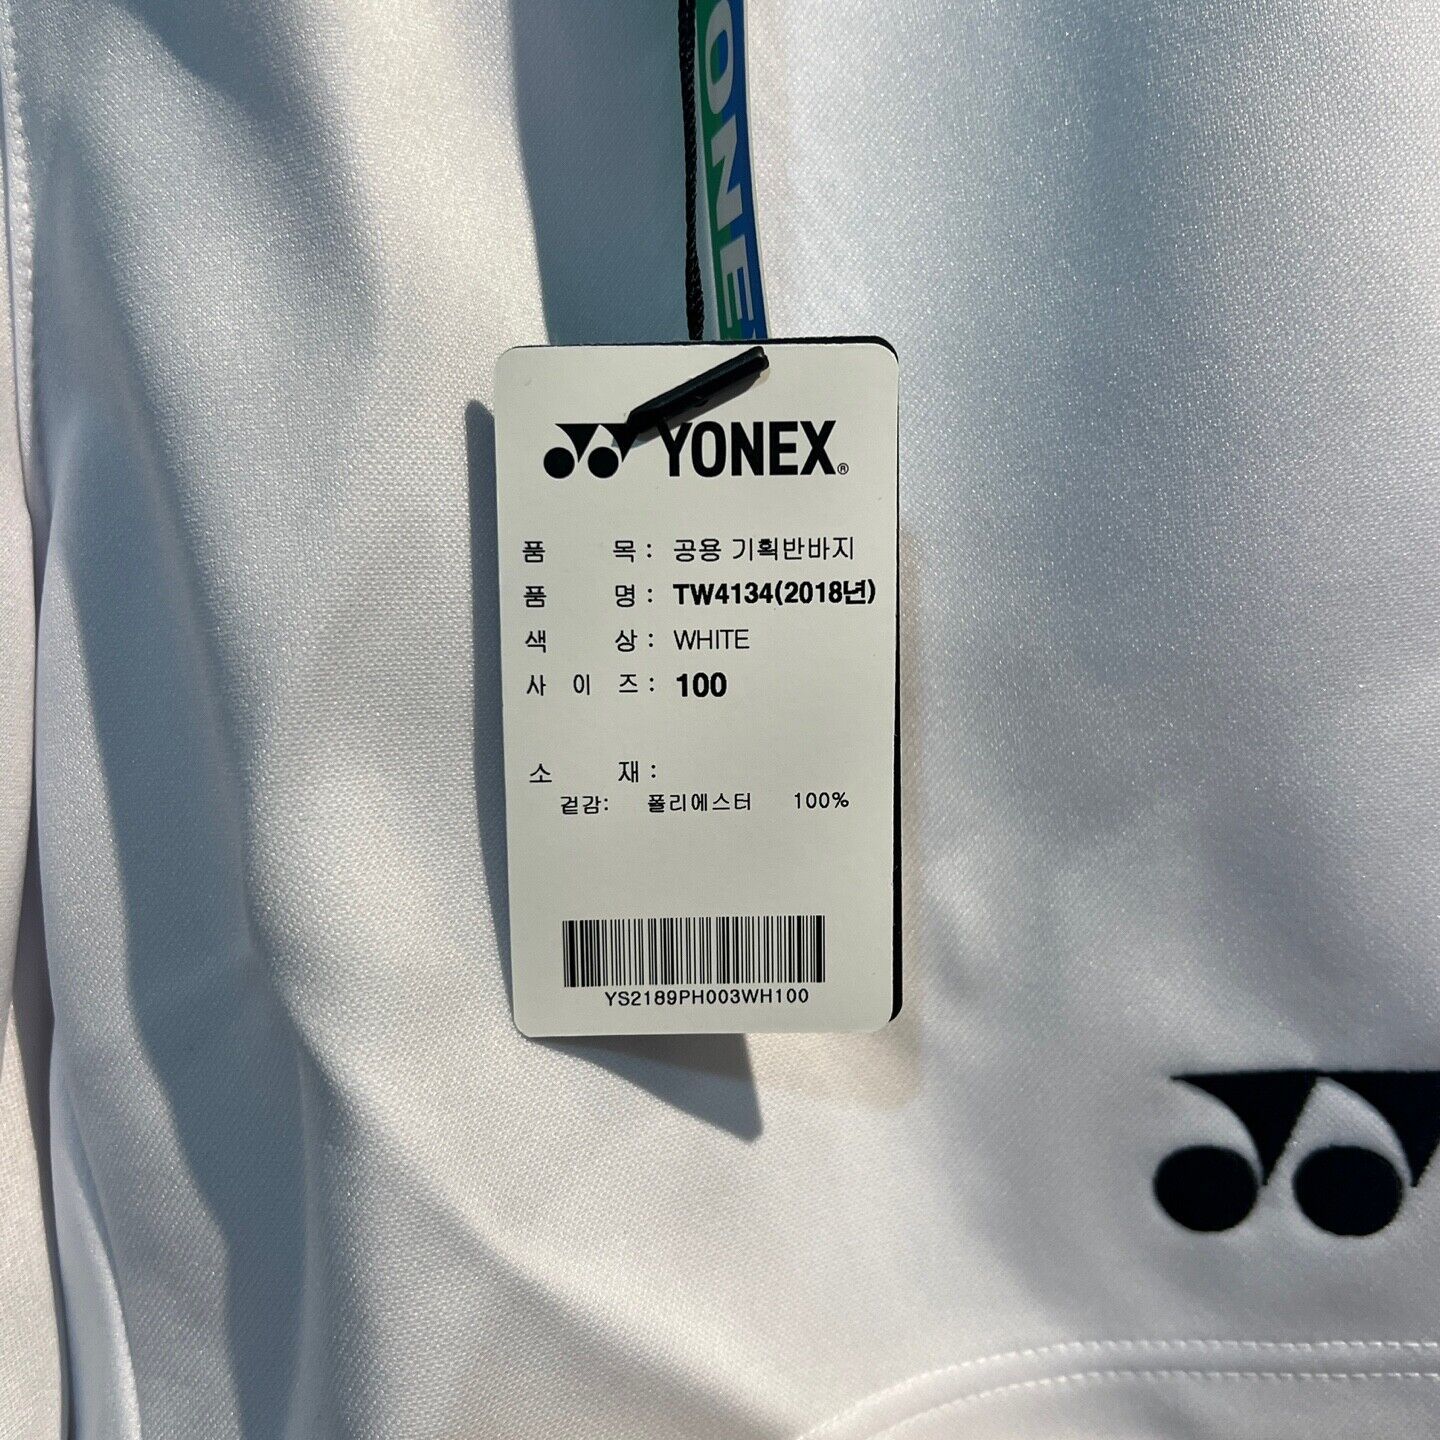 YONE
YONEX®
품 목 : 공용 기획반바지
품 명 : TW4134(2018년)
색 상 : WHITE
사 이 즈 : 100
소 재 :
겉감: 폴리에스터 100%
YS2189PH003WH100